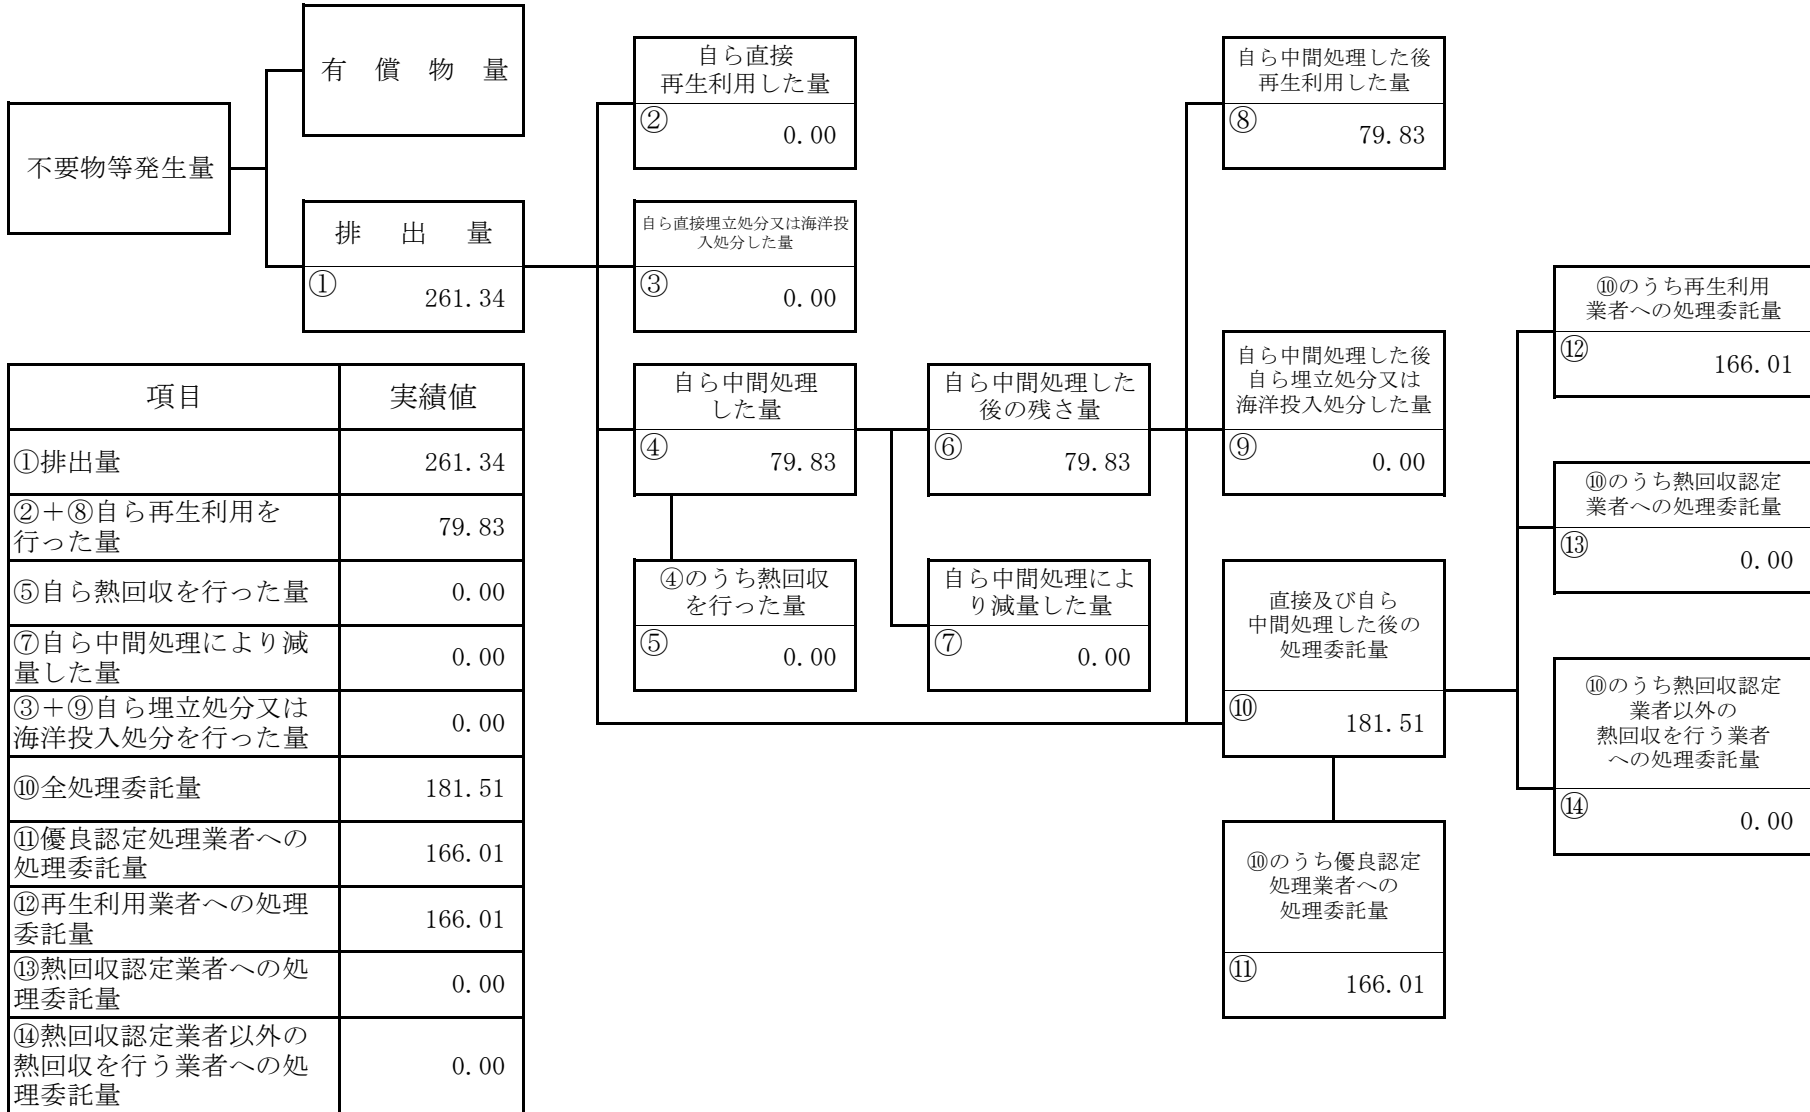 有償物量
不要物等発生量
排出量
①
261.34
自ら直接
再生利用した量
②
0.00
自ら直接埋立処分又は海洋投
入処分した量
③
0.00
自ら中間処理
した量
④
79.83
④のうち熱回収
を行った量
⑤
0.00
自ら中間処理した
後の残さ量
⑥
79.83
自ら中間処理によ
り減量した量
⑦
0.00
自ら中間処理した後
再生利用した量
⑧
79.83
自ら中間処理した後
自ら埋立処分又は
海洋投入処分した量
⑨
0.00
直接及び自ら
中間処理した後の
処理委託量
⑩
181.51
⑩のうち優良認定
処理業者への
処理委託量
⑪
166.01
⑩のうち再生利用
業者への処理委託量
⑫
166.01
⑩のうち熱回収認定
業者への処理委託量
⑬
0.00
⑩のうち熱回収認定
業者以外の
熱回収を行う業者
への処理委託量
⑭
0.00
項目 実績値
①排出量 261.34
②＋⑧自ら再生利用を
行った量 79.83
⑤自ら熱回収を行った量 0.00
⑦自ら中間処理により減
量した量 0.00
③＋⑨自ら埋立処分又は
海洋投入処分を行った量 0.00
⑩全処理委託量 181.51
⑪優良認定処理業者への
処理委託量 166.01
⑫再生利用業者への処理
委託量 166.01
⑬熱回収認定業者への処
理委託量 0.00
⑭熱回収認定業者以外の
熱回収を行う業者への処
理委託量 0.00